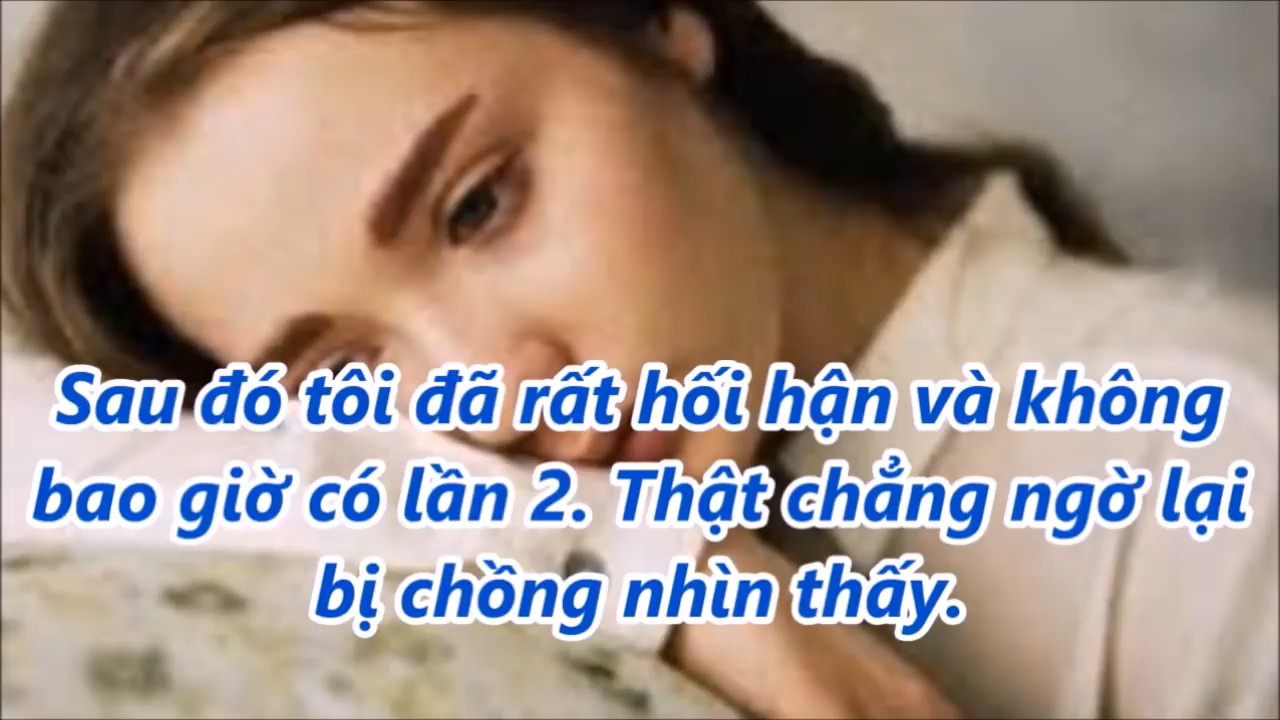 Sau đó tôi đã rất hối hận và không
bao giờ có lần 2. Thật chẳng ngờ lại
bị chồng nhìn thấy.